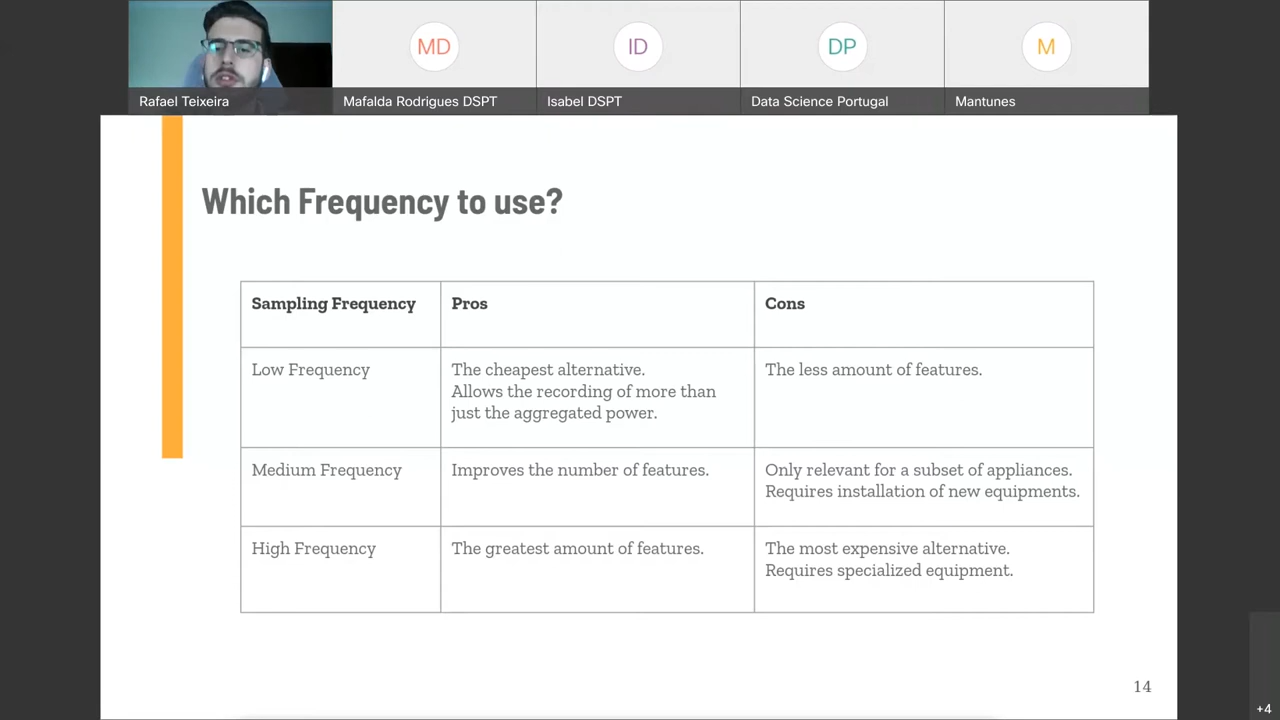 MD
ID
DP
M
Rafael Teixeira
Mafalda Rodrigues DSPT
Isabel DSPT
Data Science Portugal
Mantunes
Which Frequency to use?
Sampling Frequency
Pros
Cons
Low Frequency
The cheapest alternative.
Allows the recording of more than
just the aggregated power.
The less amount of features.
Medium Frequency
Improves the number of features.
Only relevant for a subset of appliances.
Requires installation of new equipments.
High Frequency
The greatest amount of features.
The most expensive alternative.
Requires specialized equipment.
14
+4